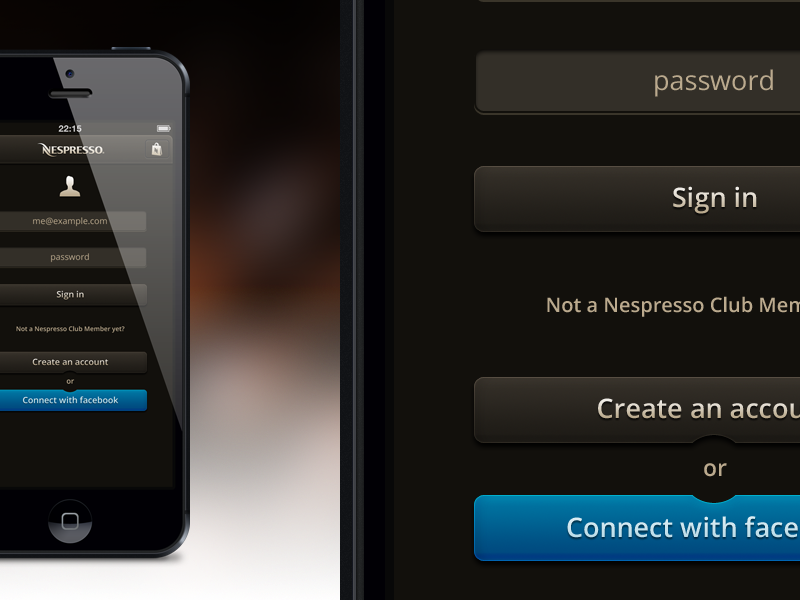 22:15
NESPRESSO.
me@example.com
password
Sign in
Not a Nespresso Club Member yet?
Create an account
or
Connect with facebook
password
Sign in
Not a Nespresso Club Mem
Create an accou
or
Connect with face